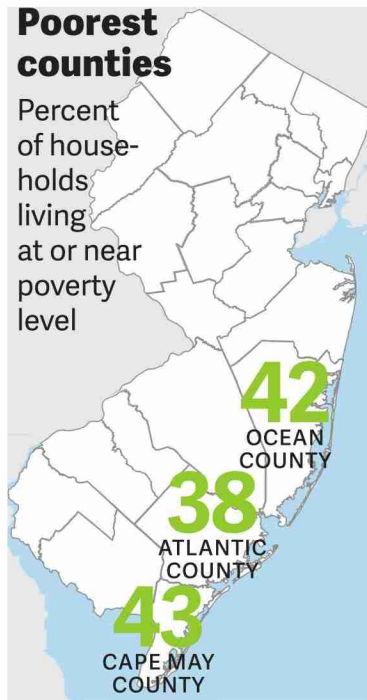 Poorest
counties
Percent
of house-
holds
living
at or near
poverty
level
42
OCEAN
COUNTY
38
ATLANTIC
COUNTY
43
CAPE MAY
COUNTY